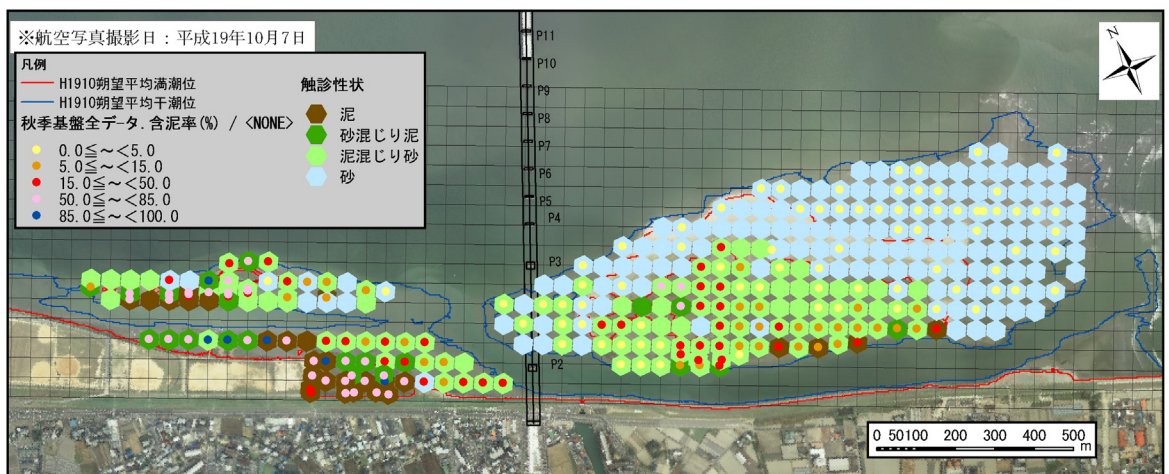 ※航空写真撮影日：平成19年10月7日
凡例
H1910朔望平均満潮位
H1910朔望平均干潮位
秋季基盤全データ.含泥率(%) / <NONE>
0.0≦～<5.0
5.0≦～<15.0
15.0≦～<50.0
50.0≦～<85.0
85.0≦～<100.0
触診性状
泥
砂混じり泥
泥混じり砂
砂
P11
P10
P9
P8
P7
P6
P5
P4
P3
P2
N
0 50100 200 300 400 500
m